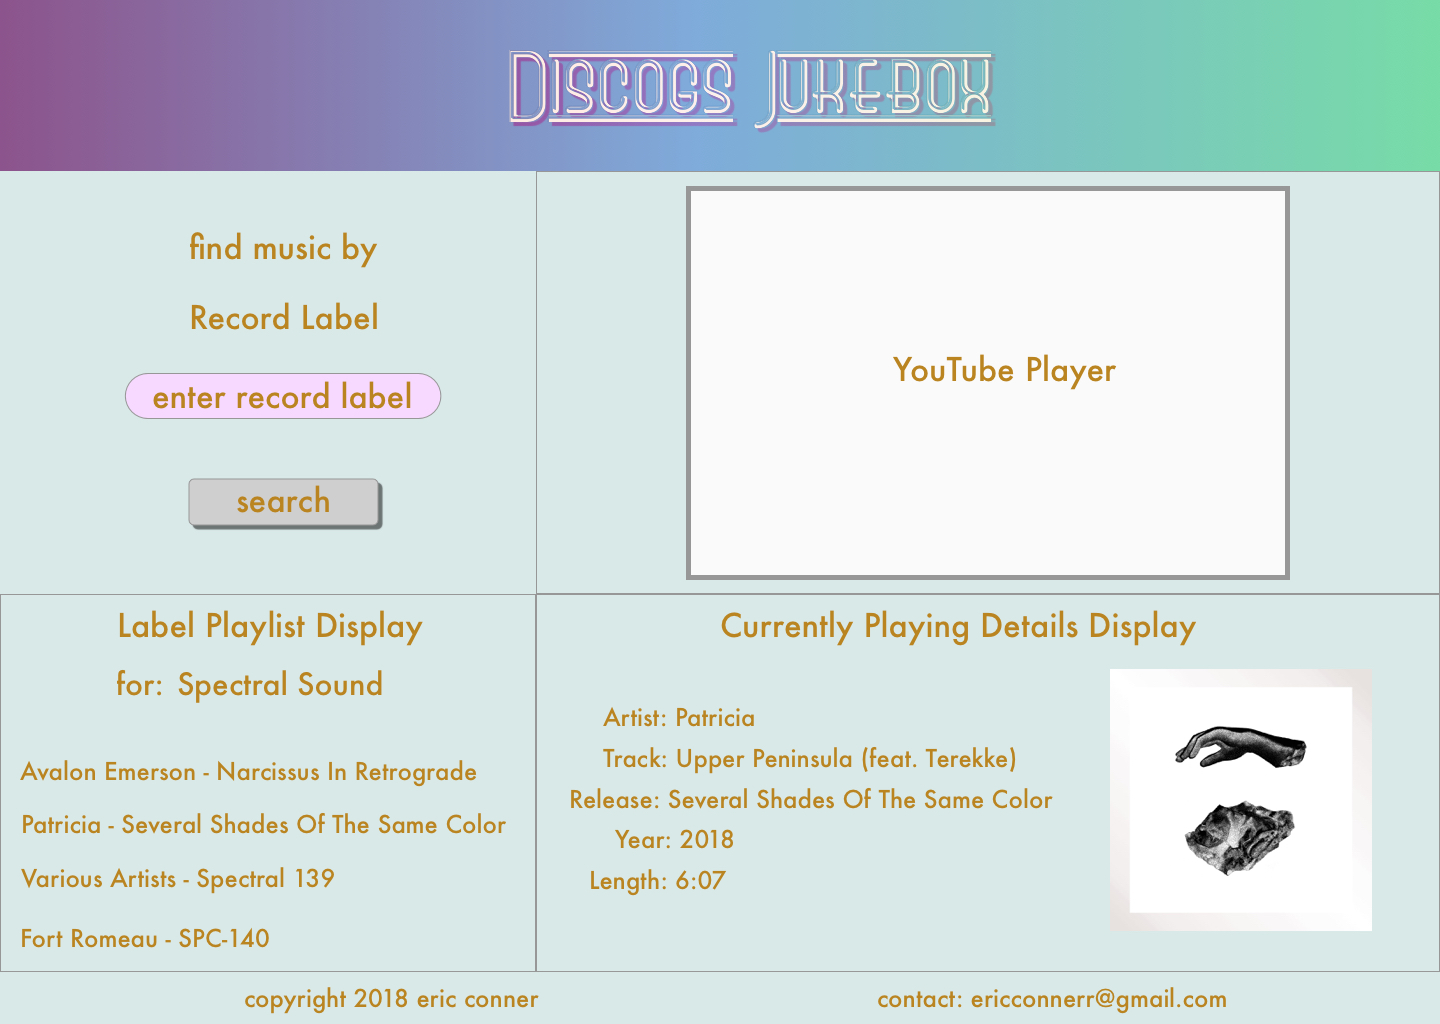 Discogs Jukebox
find music by
Record Label
enter record label
search
YouTube Player
Label Playlist Display
for: Spectral Sound
Avalon Emerson - Narcissus In Retrograde
Patricia - Several Shades Of The Same Color
Various Artists - Spectral 139
Fort Romeau - SPC-140
Currently Playing Details Display
Artist: Patricia
Track: Upper Peninsula (feat. Terekke)
Release: Several Shades Of The Same Color
Year: 2018
Length: 6:07
copyright 2018 eric conner
contact: ericconnerr@gmail.com